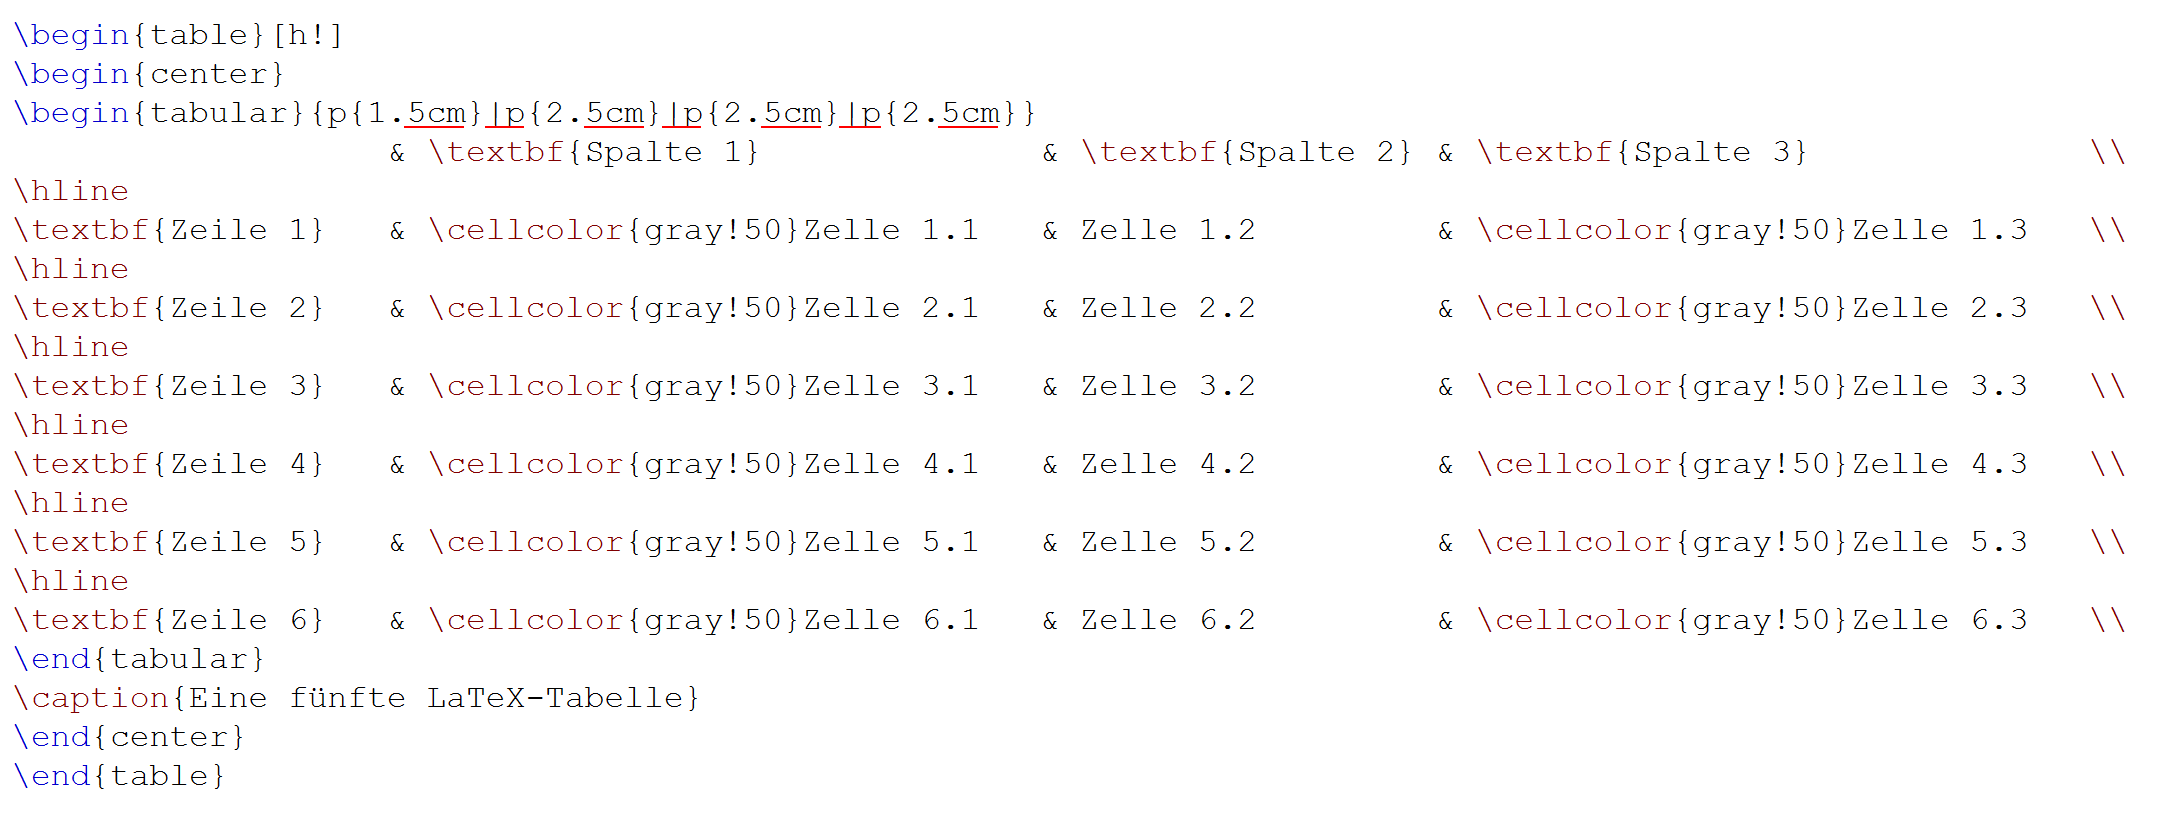 \begin{table}[h!]
\begin{center}
\begin{tabular}{p{1.5cm}|p{2.5cm}|p{2.5cm}|p{2.5cm}}
& \textbf{Spalte 1} & \textbf{Spalte 2} & \textbf{Spalte 3} \\
\hline
\textbf{Zeile 1} & \cellcolor{gray!50}Zelle 1.1 & Zelle 1.2 & \cellcolor{gray!50}Zelle 1.3 \\
\hline
\textbf{Zeile 2} & \cellcolor{gray!50}Zelle 2.1 & Zelle 2.2 & \cellcolor{gray!50}Zelle 2.3 \\
\hline
\textbf{Zeile 3} & \cellcolor{gray!50}Zelle 3.1 & Zelle 3.2 & \cellcolor{gray!50}Zelle 3.3 \\
\hline
\textbf{Zeile 4} & \cellcolor{gray!50}Zelle 4.1 & Zelle 4.2 & \cellcolor{gray!50}Zelle 4.3 \\
\hline
\textbf{Zeile 5} & \cellcolor{gray!50}Zelle 5.1 & Zelle 5.2 & \cellcolor{gray!50}Zelle 5.3 \\
\hline
\textbf{Zeile 6} & \cellcolor{gray!50}Zelle 6.1 & Zelle 6.2 & \cellcolor{gray!50}Zelle 6.3 \\
\end{tabular}
\caption{Eine fünfte LaTeX-Tabelle}
\end{center}
\end{table}